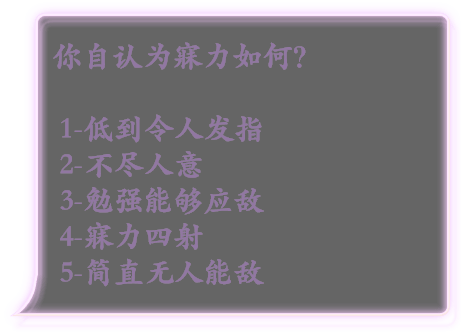 你自认为寐力如何?
1-低到令人发指
2-不尽人意
3-勉强能够应敌
4-寐力四射
5-简直无人能敌